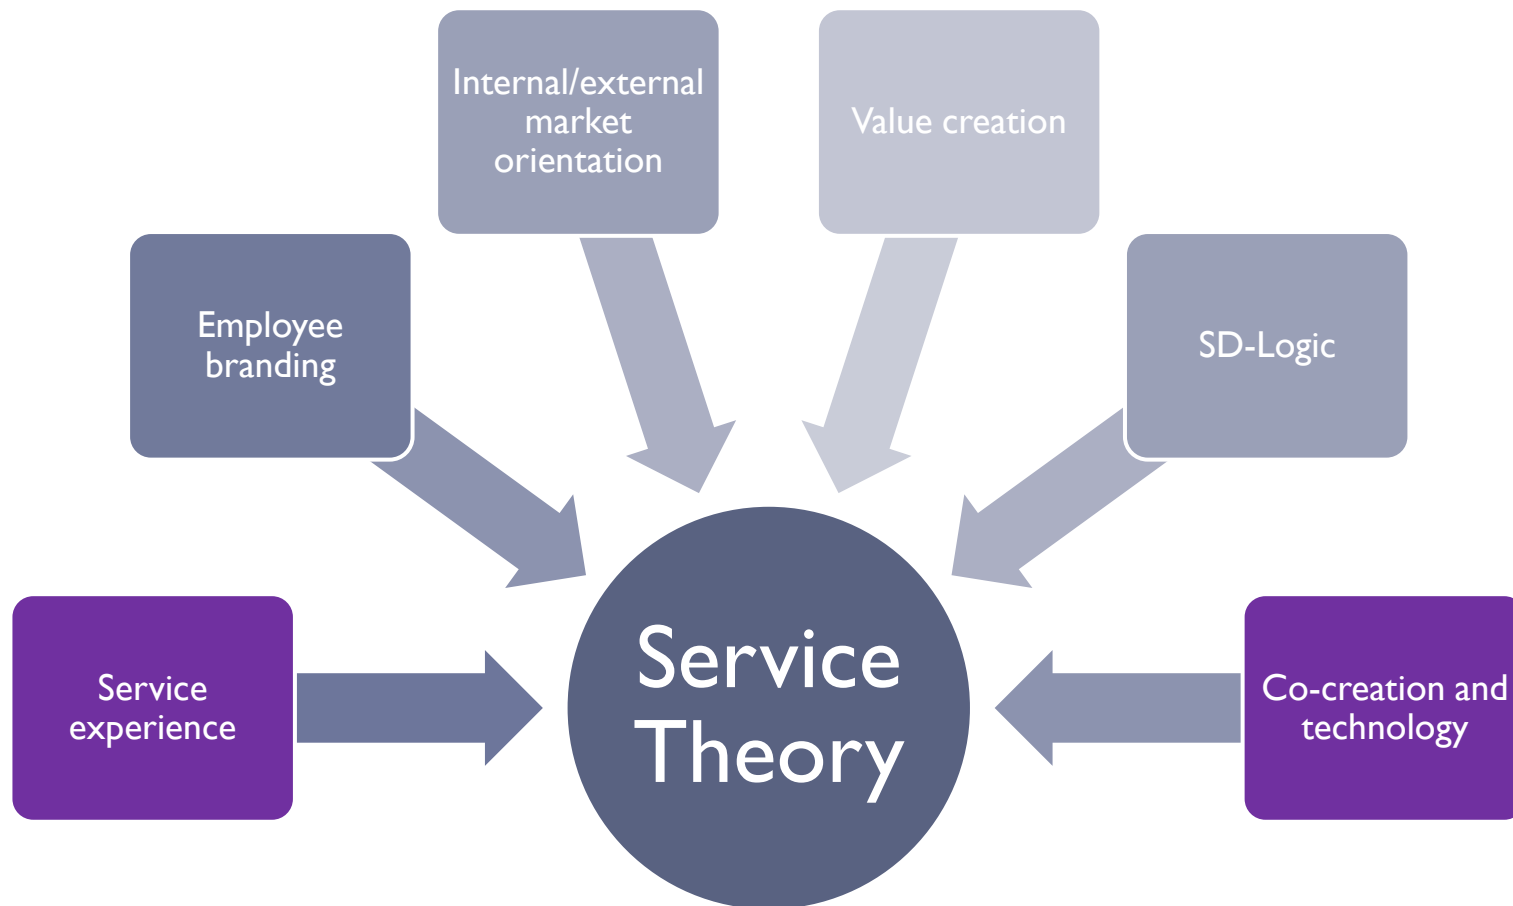 Internal/external
market
orientation
Value creation
Employee
branding
SD-Logic
Service
experience
Service
Theory
Co-creation and
technology